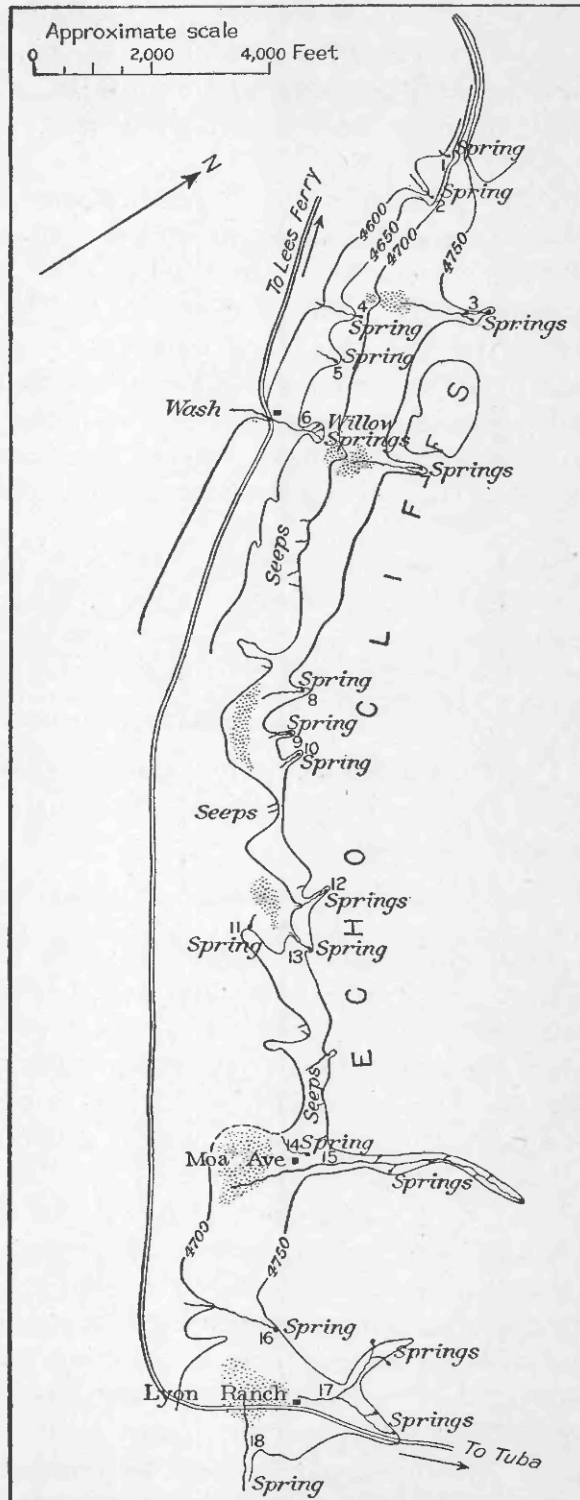 Approximate scale
0 2,000 4,000 Feet
N
To Lees Ferry
1
Spring
Spring
2
4600
4650
4700
4750
3
Springs
4
Spring
Spring
5
Wash
6
Willow
Springs
Springs
7
Seeps
ECHO CLIFFS
Spring
8
Spring
9
10
Spring
Seeps
12
Springs
11
Spring
13
Spring
Seeps
14
Spring
Moa Ave
15
Springs
4700
4750
16
Spring
Springs
17
Lyon Ranch
Springs
18
To Tuba
Spring